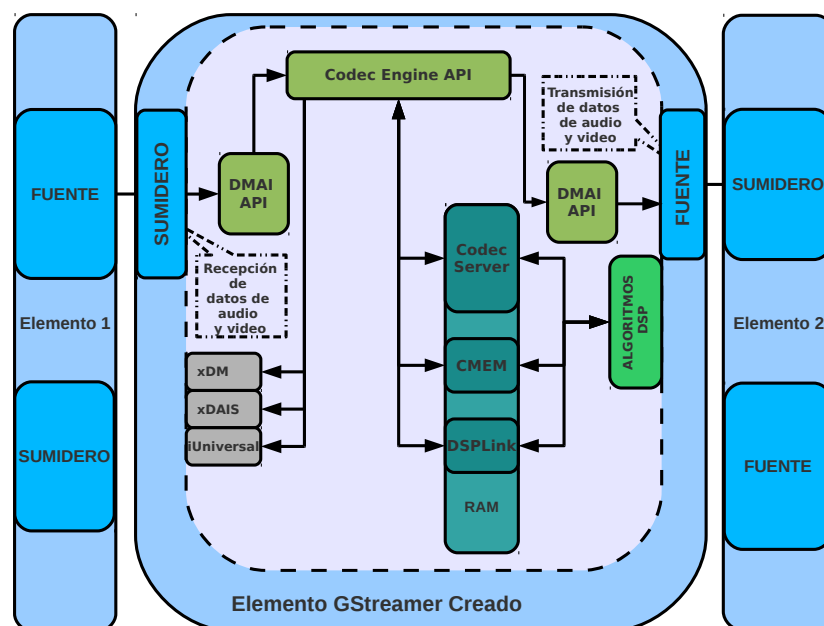 Codec Engine API
Transmisión
de datos
de audio
y video
FUENTE
SUMIDERO
DMAI
API
DMAI
API
FUENTE
SUMIDERO
Codec
Server
Recepción
de
datos de
audio
y video
ALGORITMOS
DSP
Elemento 1
Elemento 2
xDM
CMEM
xDAIS
iUniversal
DSPLink
SUMIDERO
FUENTE
RAM
Elemento GStreamer Creado